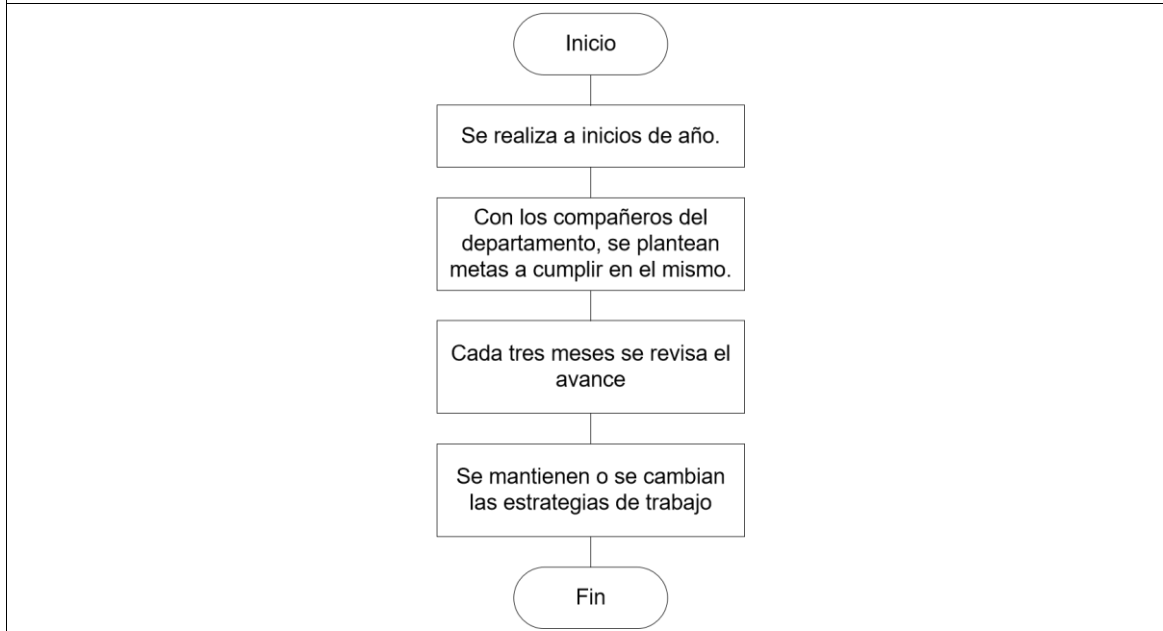 Inicio
Se realiza a inicios de año.
Con los compañeros del
departamento, se plantean
metas a cumplir en el mismo.
Cada tres meses se revisa el
avance
Se mantienen o se cambian
las estrategias de trabajo
Fin